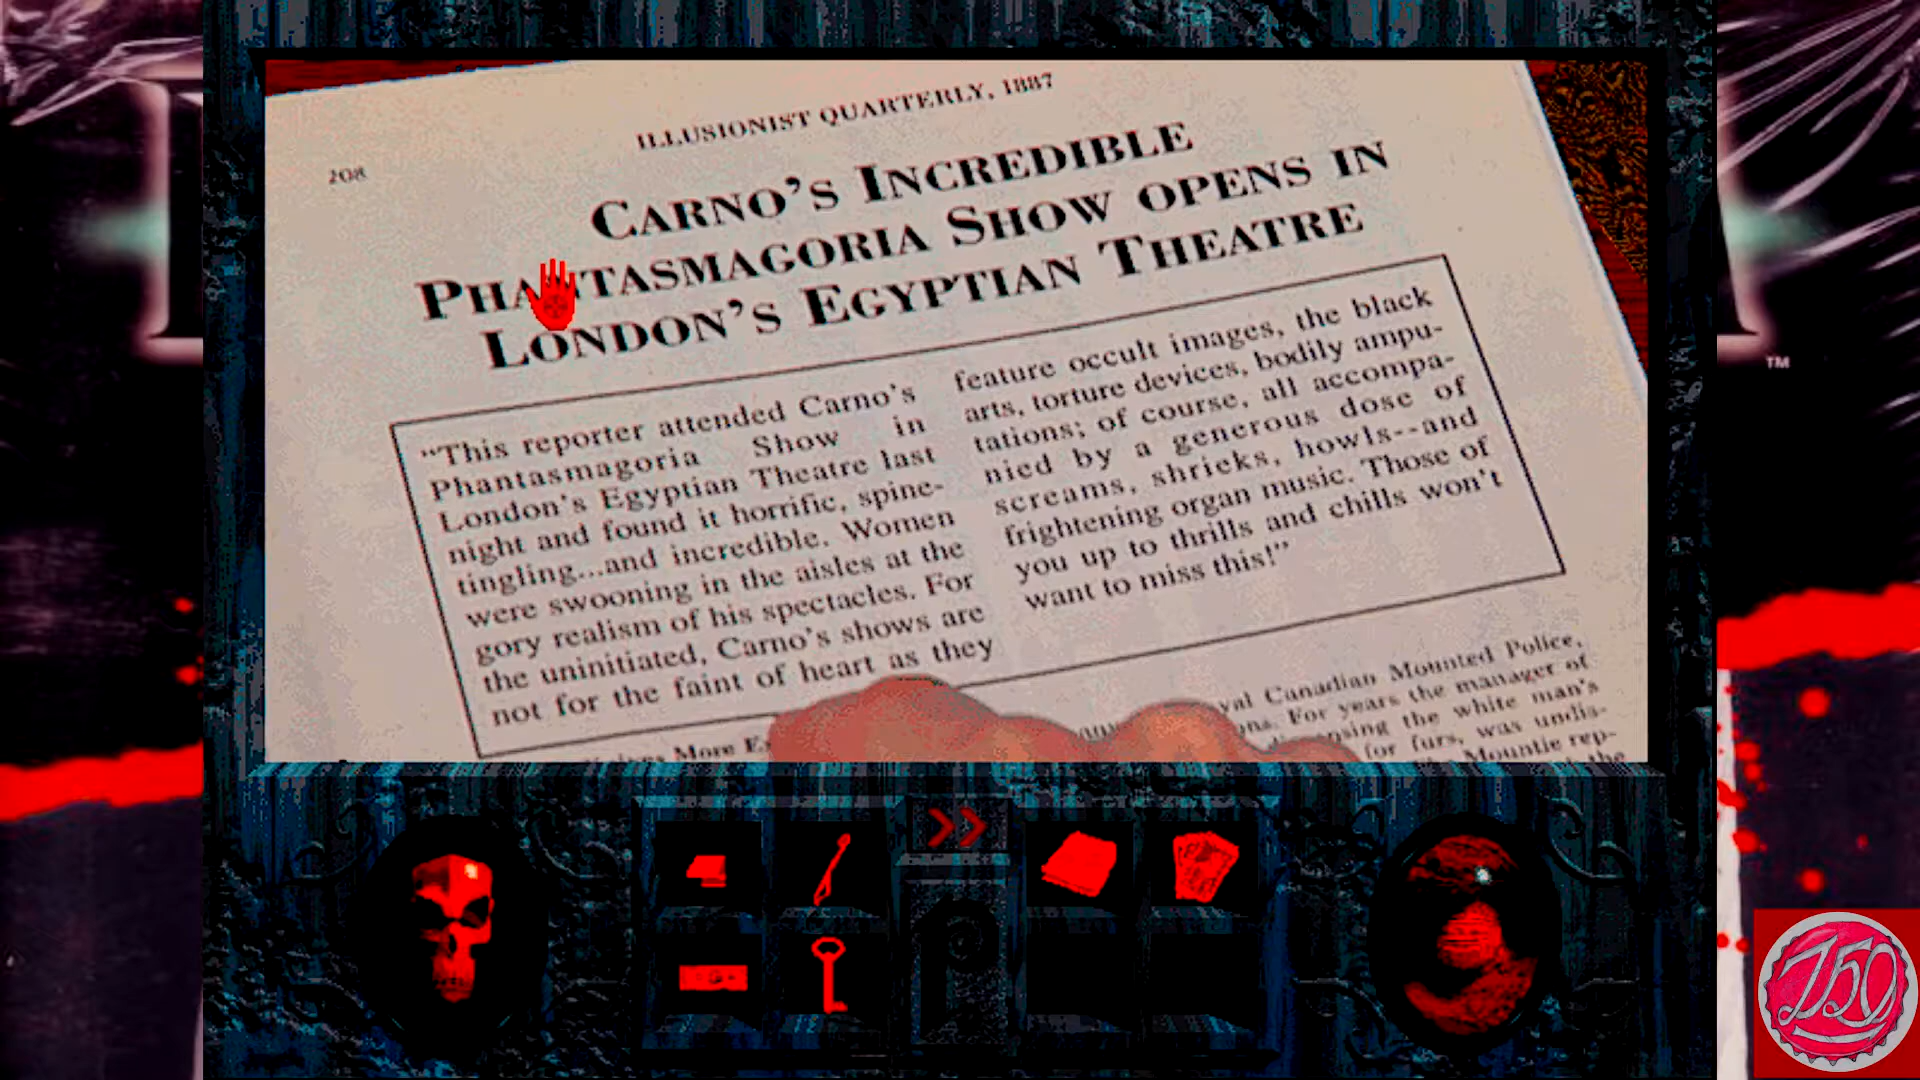 ILLUSIONIST QUARTERLY, 1887
208
CARNO'S INCREDIBLE
PHANTASMAGORIA SHOW OPENS IN
LONDON'S EGYPTIAN THEATRE
"This reporter attended Carno's
Phantasmagoria Show in
London's Egyptian Theatre last
night and found it horrific, spine-
tingling...and incredible. Women
were swooning in the aisles at the
gory realism of his spectacles. For
the uninitiated, Carno's shows are
not for the faint of heart as they
feature occult images, the black
arts, torture devices, bodily ampu-
tations; of course, all accompa-
nied by a generous dose of
screams, shrieks, howls--and
frightening organ music. Those of
you up to thrills and chills won't
want to miss this!"
More
Canadian Mounted Police,
For years the manager of
the white man's
for furs, was undis-
Mountie rep-
the
>>
TM
750